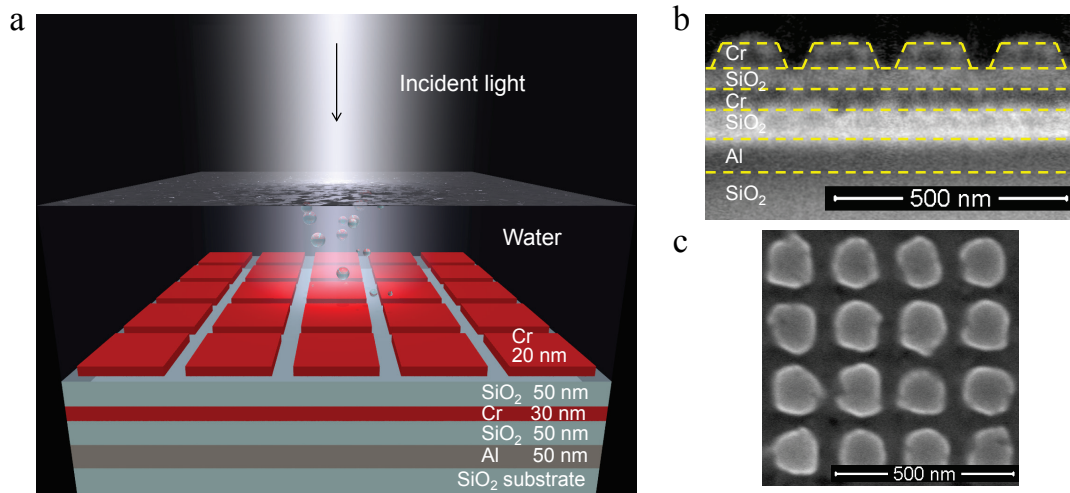 a
Incident light
Water
Cr
20 nm
SiO₂ 50 nm
Cr 30 nm
SiO₂ 50 nm
Al 50 nm
SiO₂ substrate
b
Cr
SiO₂
Cr
SiO₂
Al
SiO₂
500 nm
c
500 nm